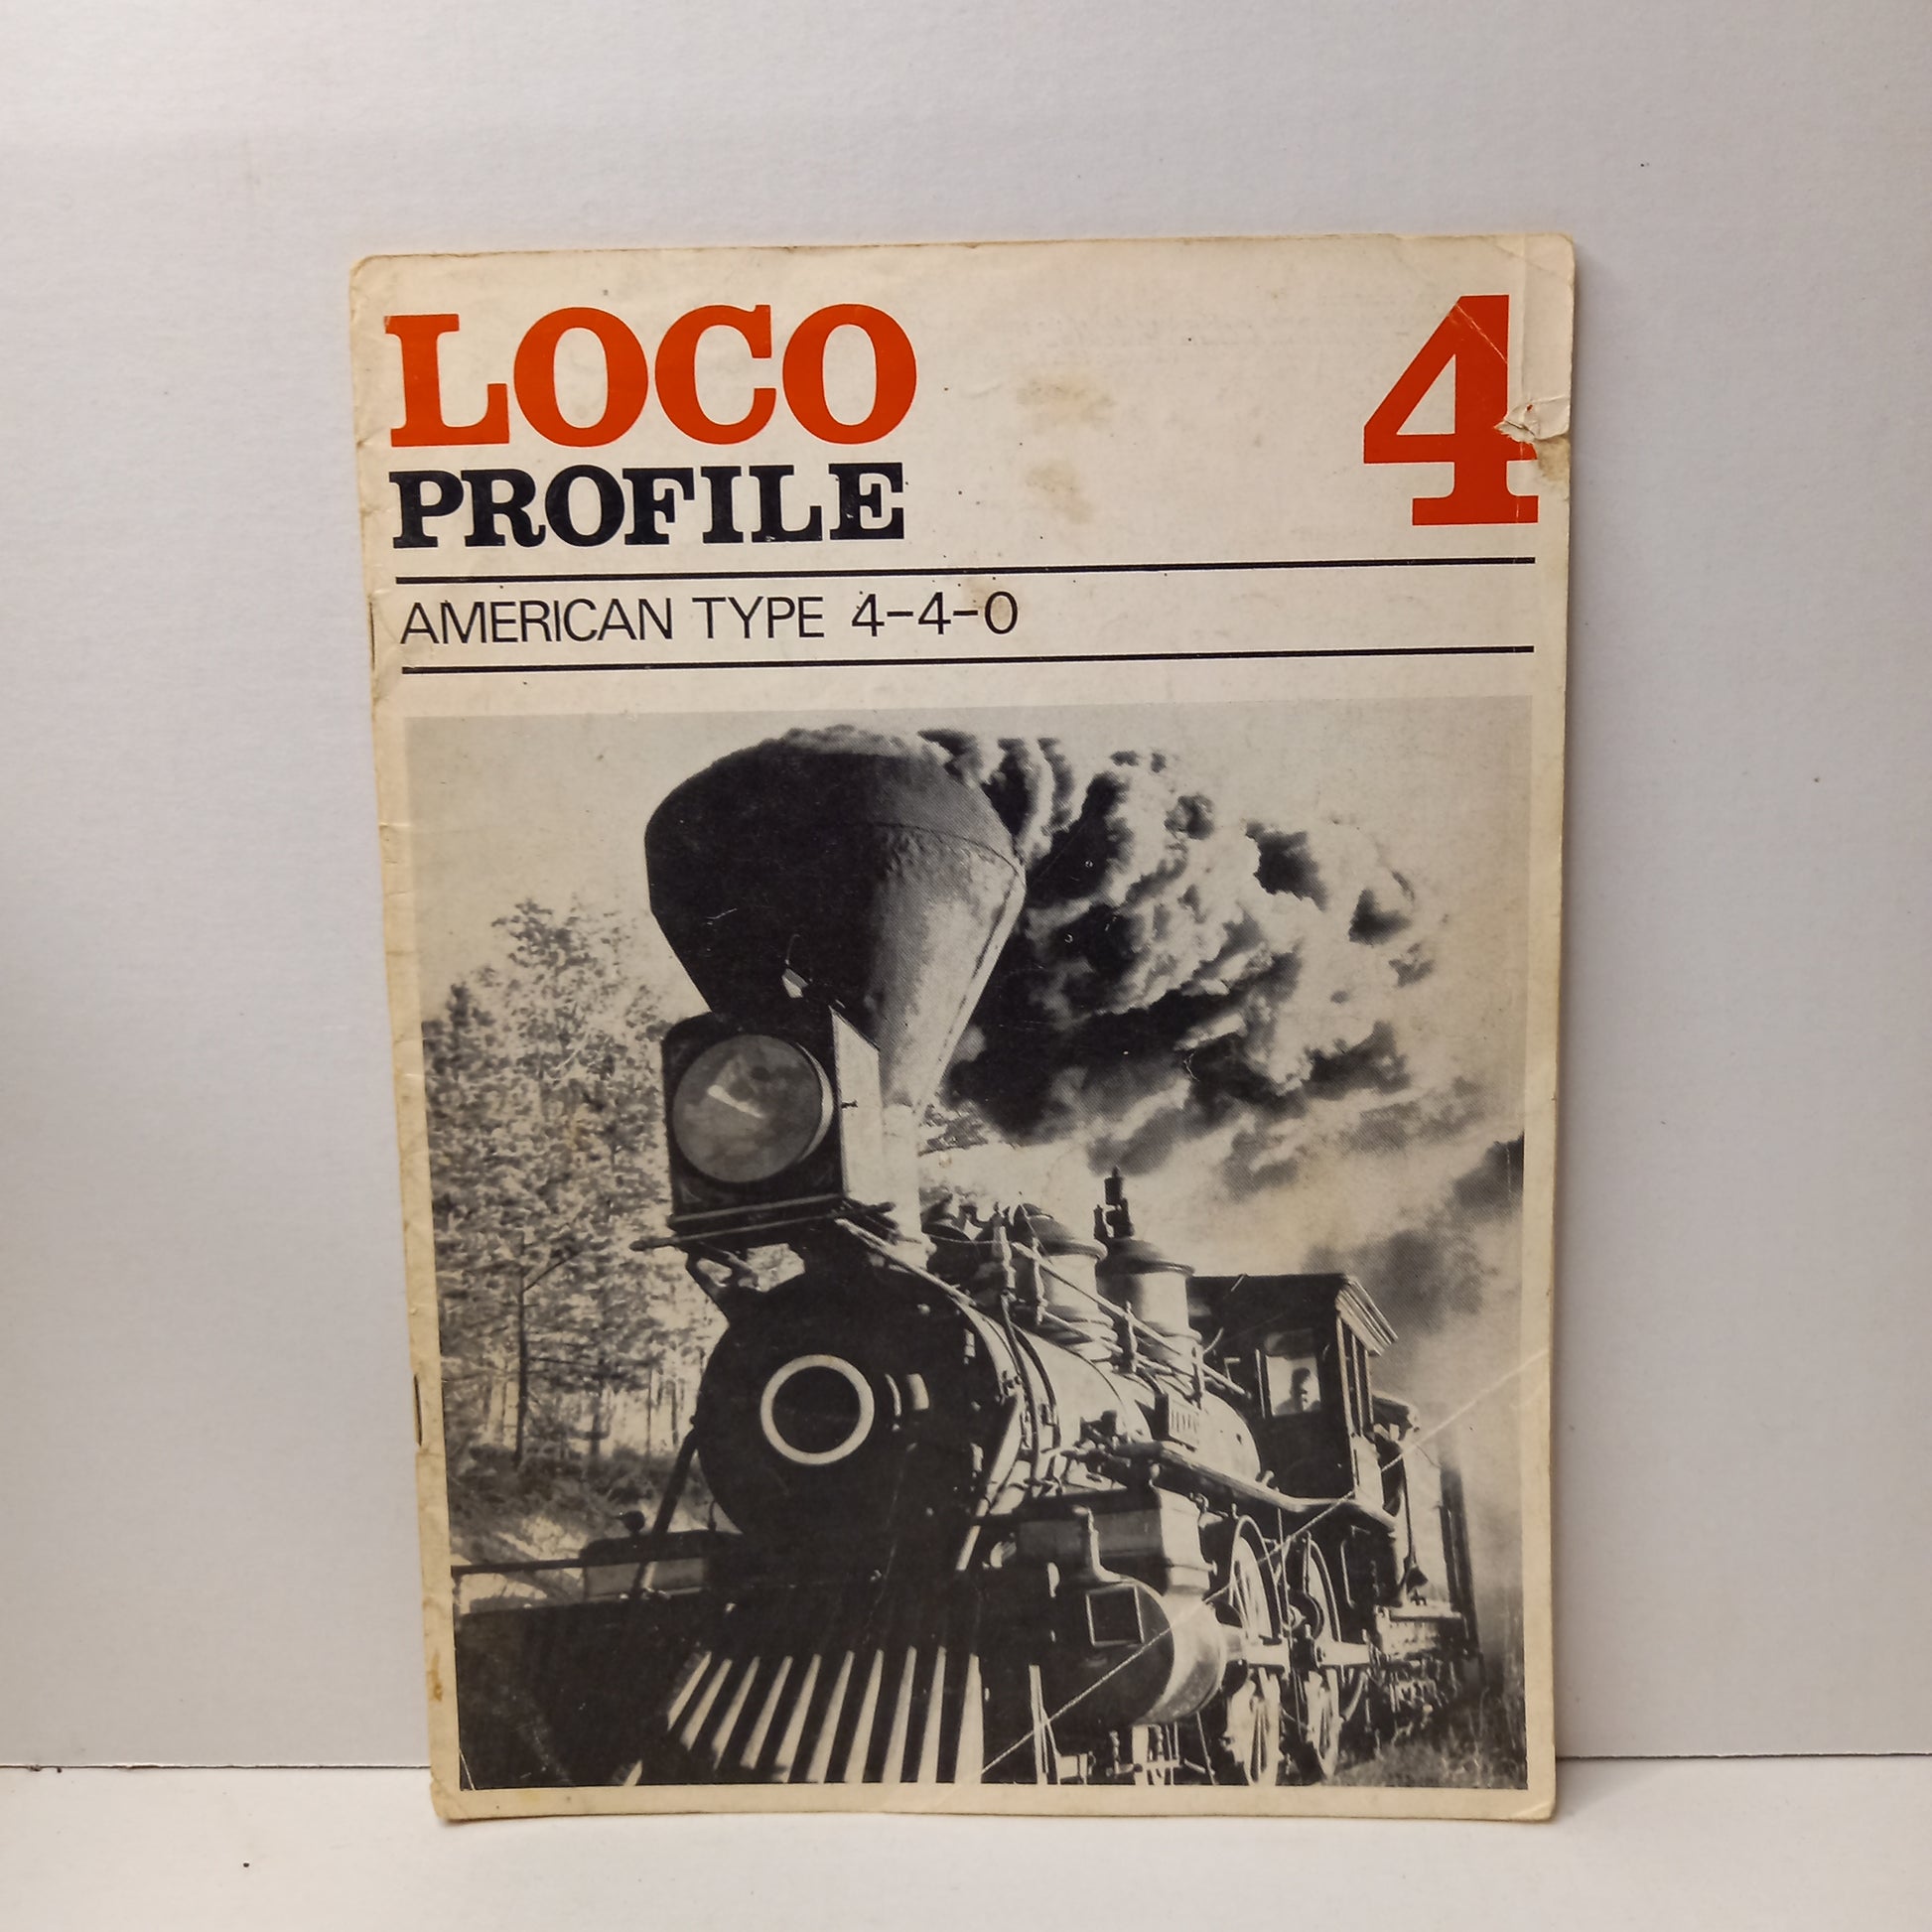 LOCO
PROFILE
4
AMERICAN TYPE 4-4-0